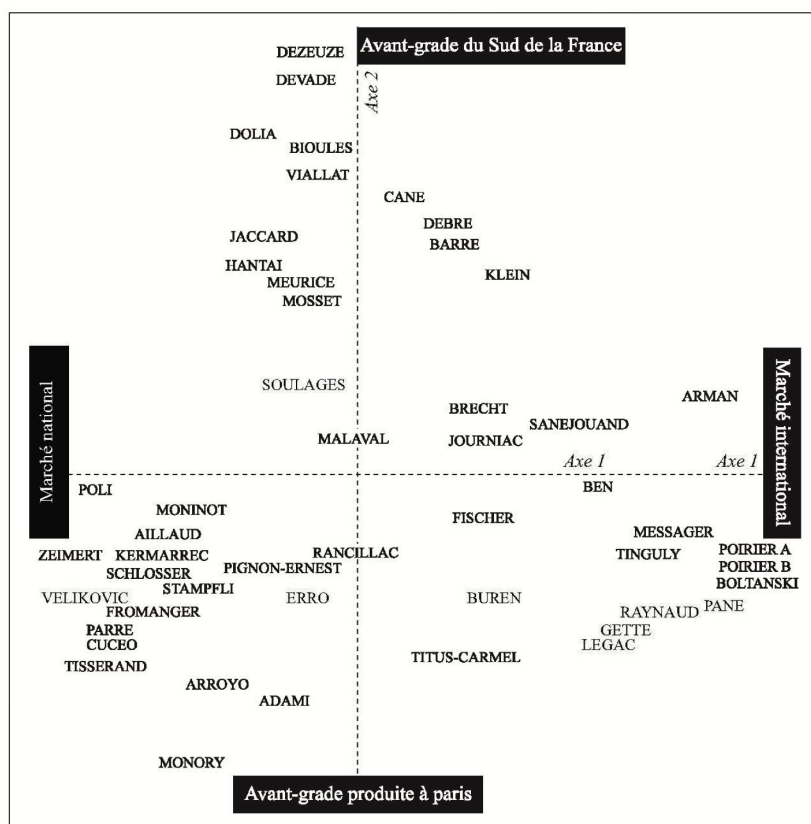 DEZEUZE
Avant-grade du Sud de la France
DEVADE
Axe 2
DOLIA
BIOULES
VIALLAT
CANE
DEBRE
JACCARD
BARRE
HANTAI
KLEIN
MEURICE
MOSSET
SOULAGES
ARMAN
BRECHT
SANEJOUAND
MALAVAL
JOURNIAC
Marché national
Marché international
Axe 1
Axe 1
POLI
BEN
MONINOT
FISCHER
AILLAUD
MESSAGER
ZEIMERT
KERMARREC
RANCILLAC
TINGULY
POIRIER A
SCHLOSSER
PIGNON-ERNEST
POIRIER B
STAMPFLI
BOLTANSKI
VELIKOVIC
ERRO
BUREN
FROMANGER
RAYNAUD
PANE
PARRE
GETTE
CUCEO
LEGAC
TISSERAND
TITUS-CARMEL
ARROYO
ADAMI
MONORY
Avant-grade produite à paris